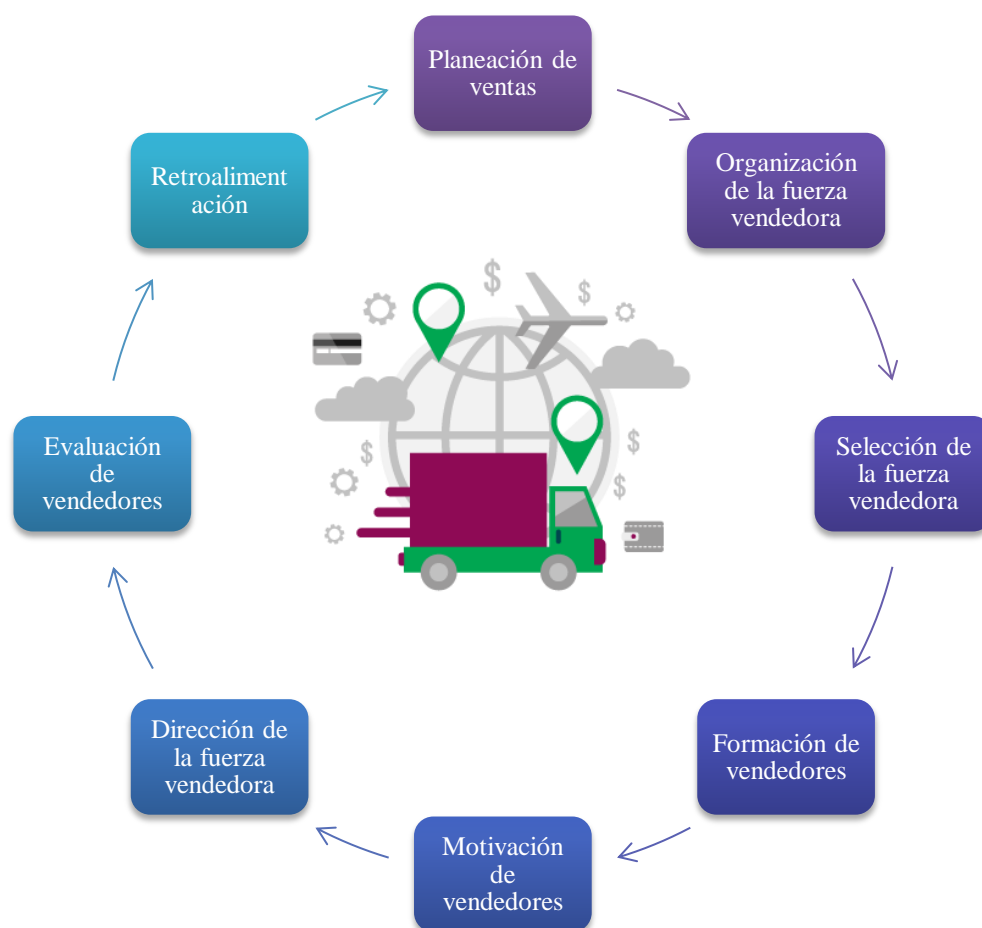 Planeación de
ventas
Organización
de la fuerza
vendedora
Selección de
la fuerza
vendedora
Formación de
vendedores
Motivación
de
vendedores
Dirección de
la fuerza
vendedora
Evaluación
de
vendedores
Retroaliment
ación
$
$
$
$
$